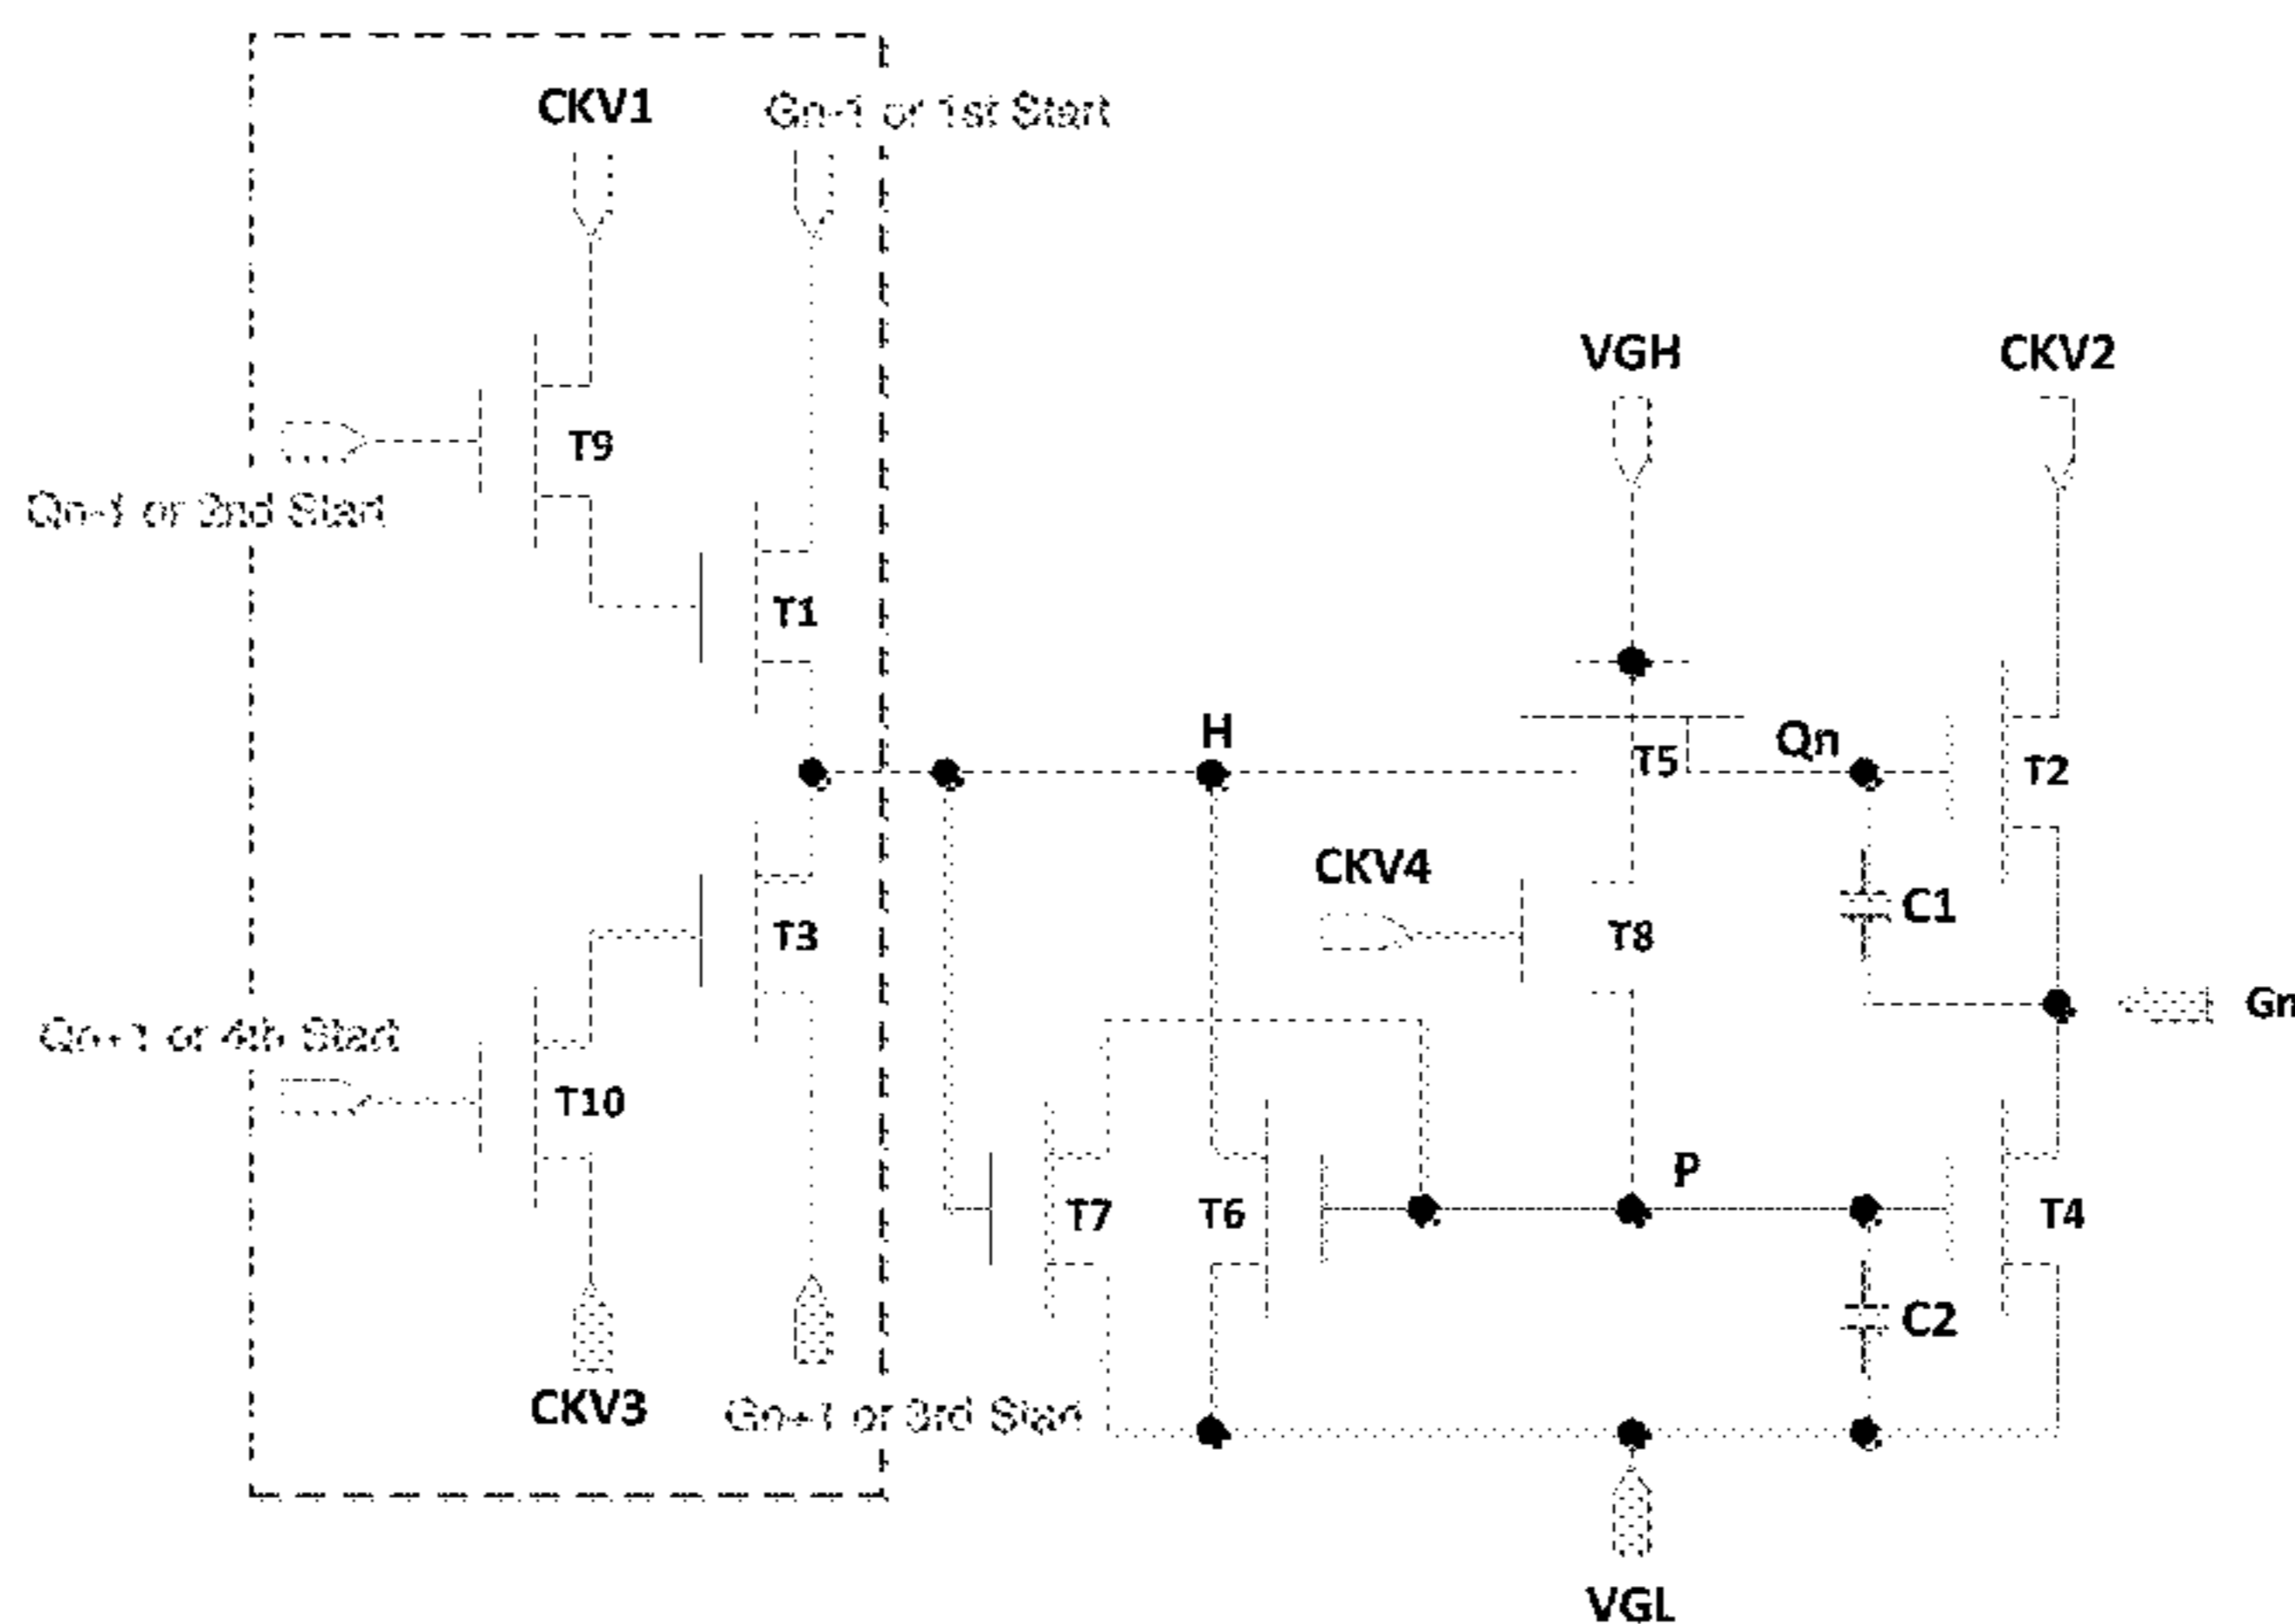 CKV1
Gn-1 or 1st Start
VGH
CKV2
T9
Qn-1 or 2nd Start
T1
H
T5
Qn
T2
CKV4
C1
T3
T8
Gn
Qn+1 or 4th Start
T10
P
T7
T6
T4
C2
CKV3
Gn+1 or 3rd Start
VGL